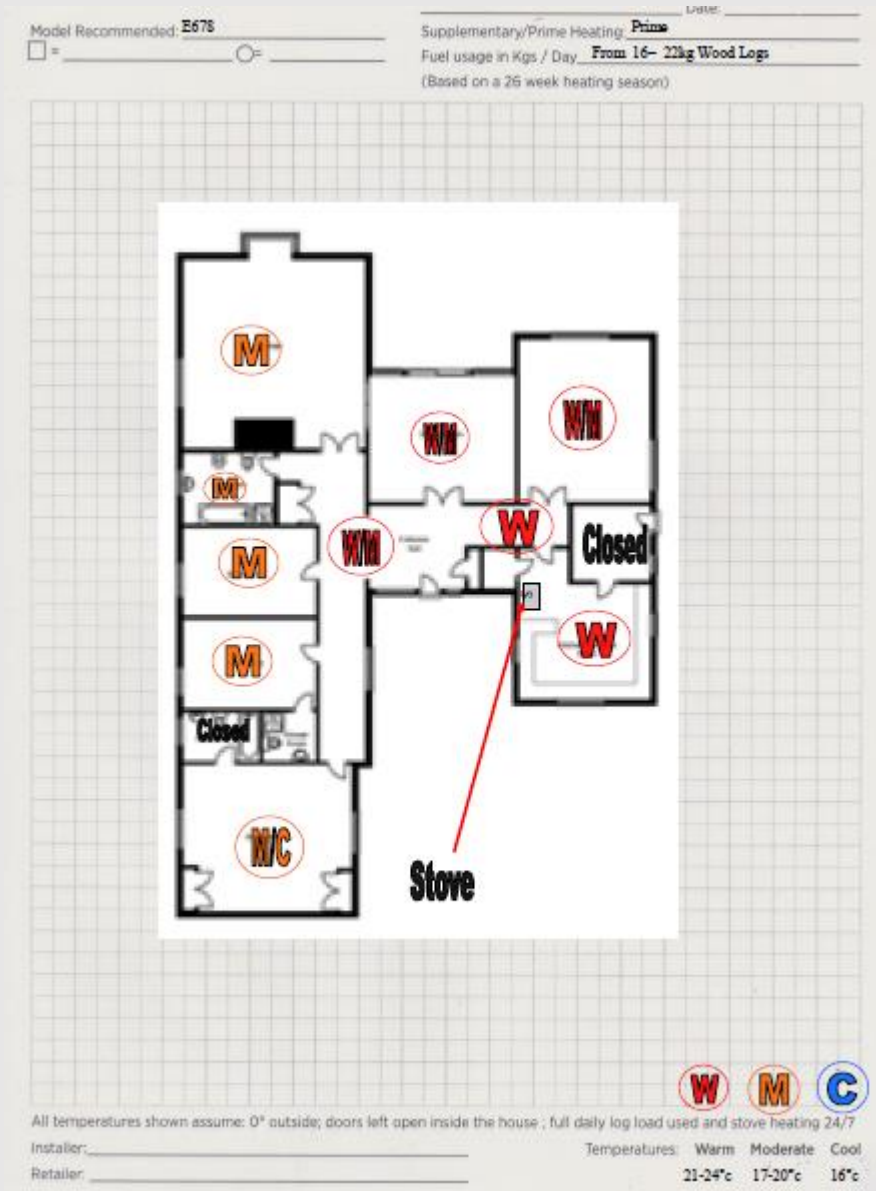 Date:
Model Recommended: E678
Supplementary/Prime Heating: Prime
□ = ○=
Fuel usage in Kgs / Day From 16– 22kg Wood Logs
(Based on a 26 week heating season)
M
W/M
W/M
M
W
W/M
Closed
M
W
M
Closed
M/C
Stove
W M C
All temperatures shown assume: 0° outside; doors left open inside the house ; full daily log load used and stove heating 24/7
Installer:
Temperatures: Warm Moderate Cool
Retailer:
21-24°c 17-20°c 16°c